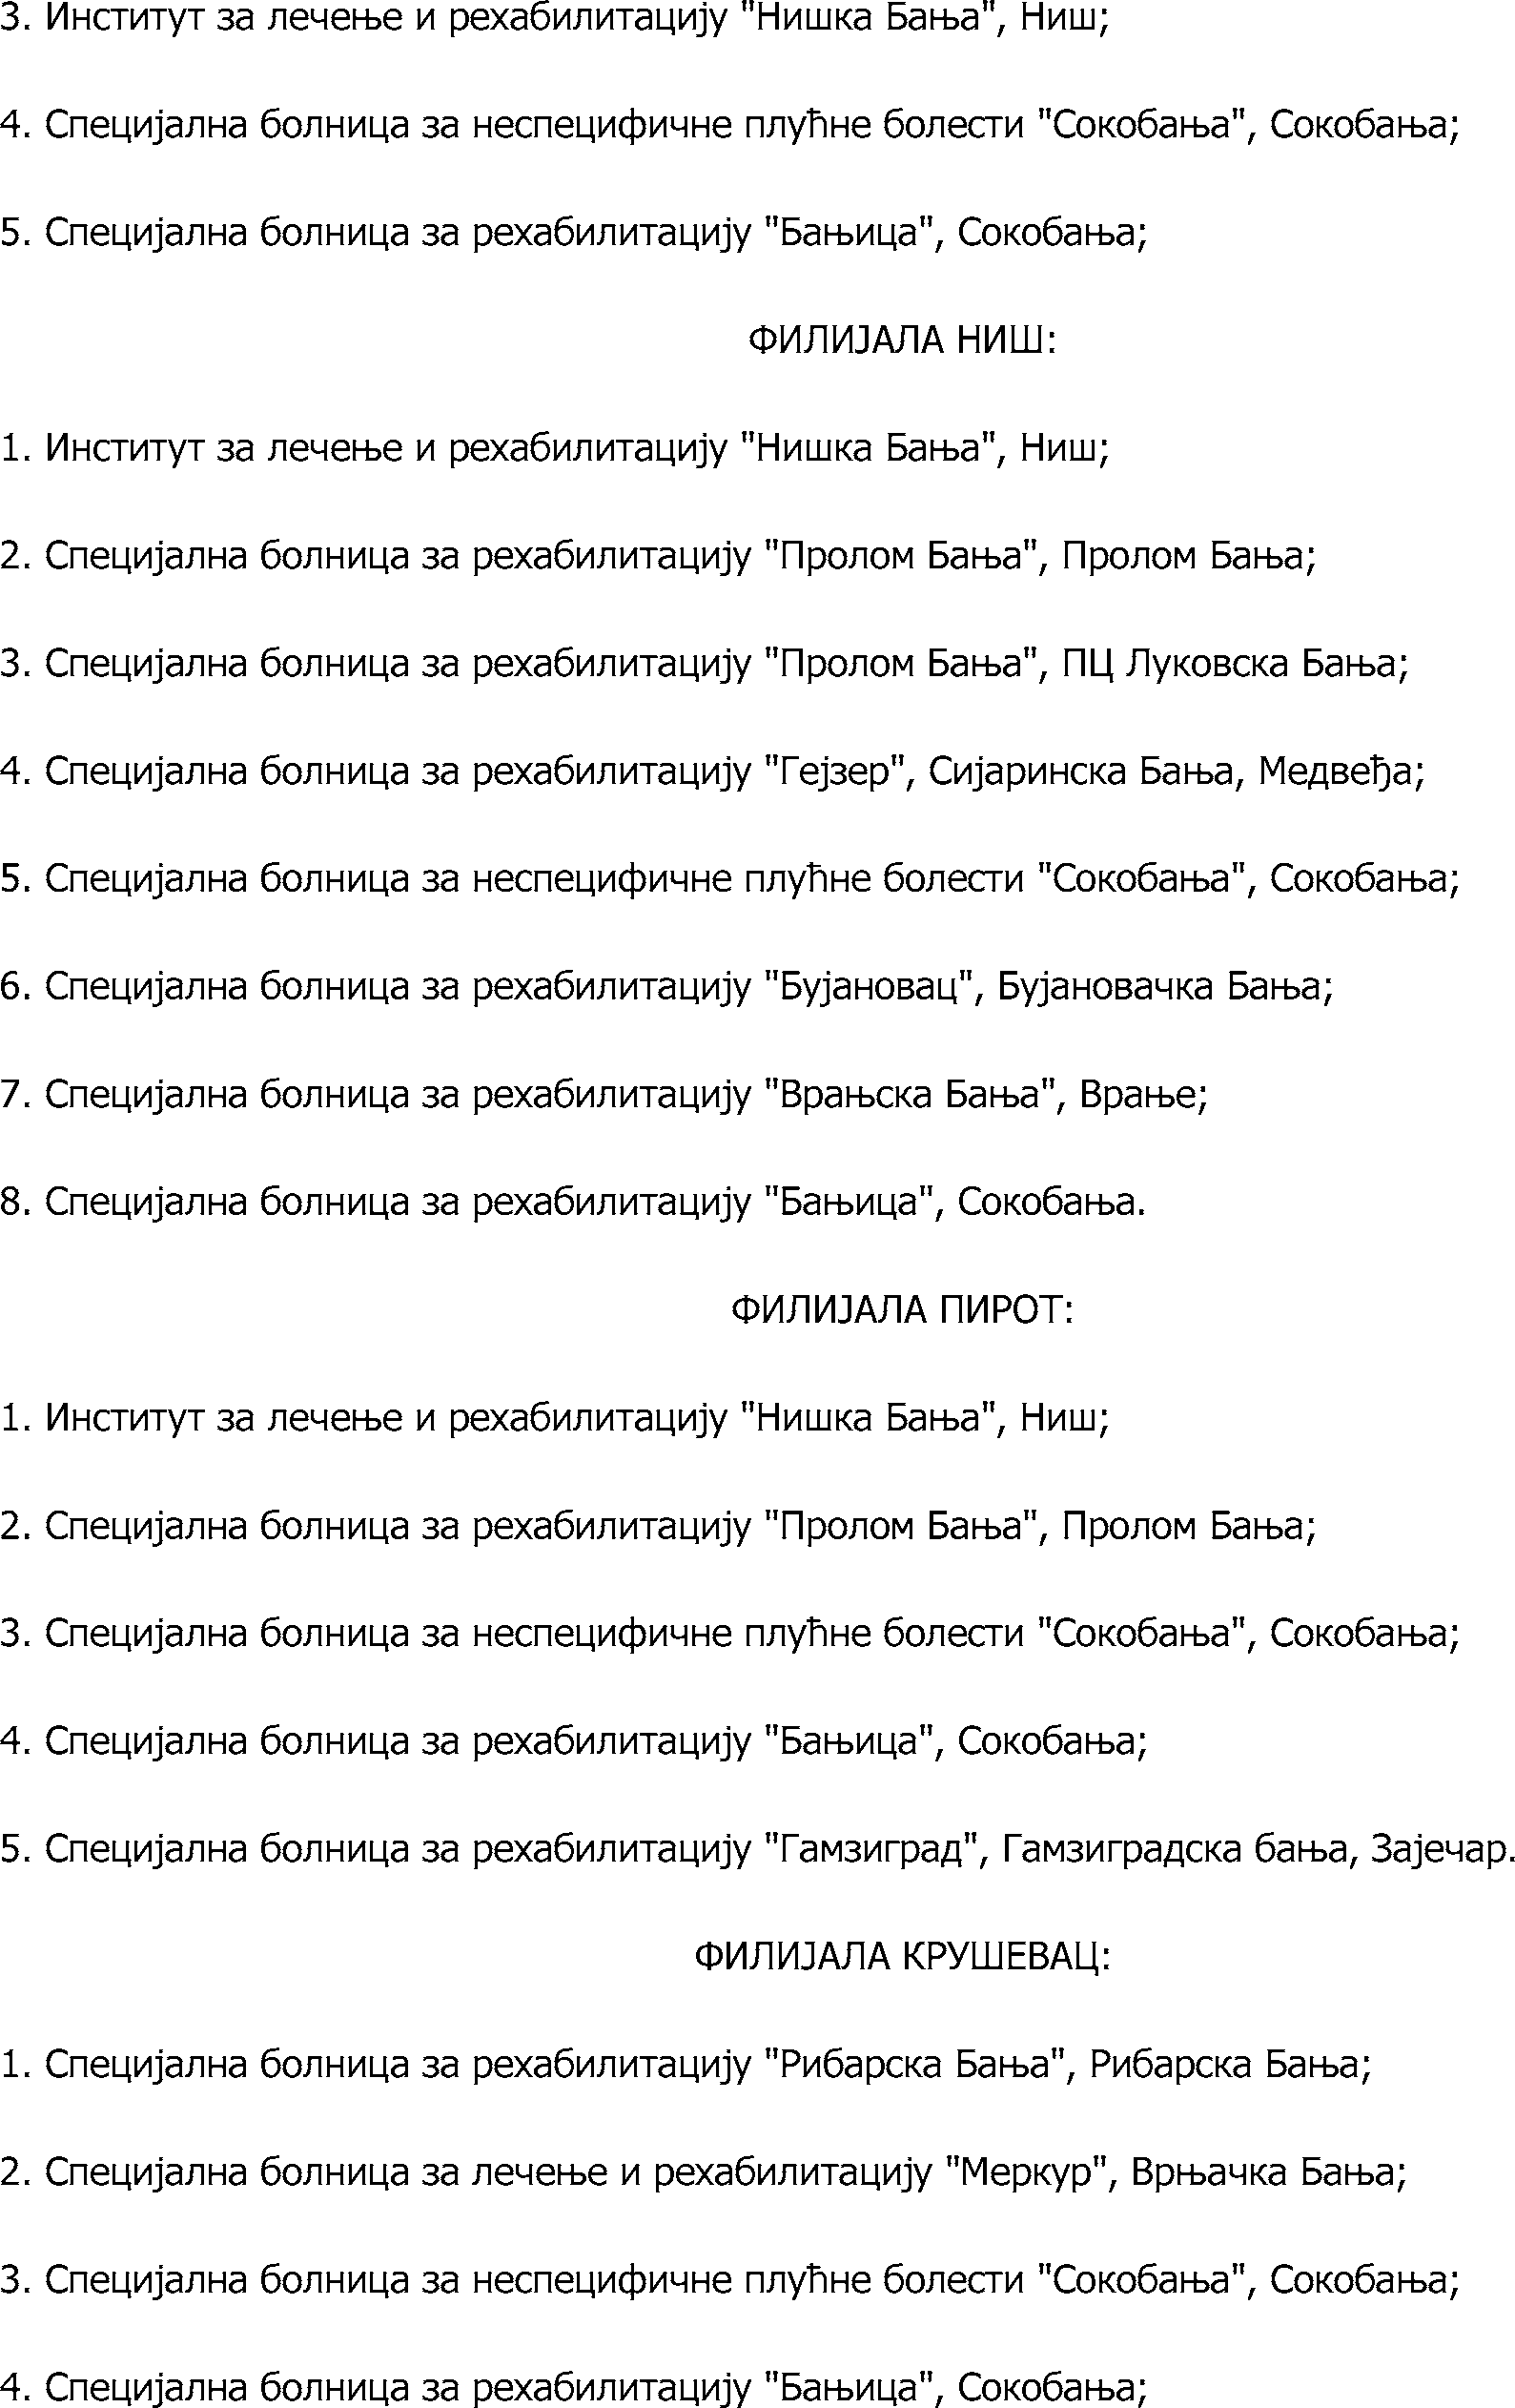 3. Институт за лечење и рехабилитацију "Нишка Бања", Ниш;
4. Специјална болница за неспецифичне плућне болести "Сокобања", Сокобања;
5. Специјална болница за рехабилитацију "Бањица", Сокобања;
ФИЛИЈАЛА НИШ:
1. Институт за лечење и рехабилитацију "Нишка Бања", Ниш;
2. Специјална болница за рехабилитацију "Пролом Бања", Пролом Бања;
3. Специјална болница за рехабилитацију "Пролом Бања", ПЦ Луковска Бања;
4. Специјална болница за рехабилитацију "Гејзер", Сијаринска Бања, Медвеђа;
5. Специјална болница за неспецифичне плућне болести "Сокобања", Сокобања;
6. Специјална болница за рехабилитацију "Бујановац", Бујановачка Бања;
7. Специјална болница за рехабилитацију "Врањска Бања", Врање;
8. Специјална болница за рехабилитацију "Бањица", Сокобања.
ФИЛИЈАЛА ПИРОТ:
1. Институт за лечење и рехабилитацију "Нишка Бања", Ниш;
2. Специјална болница за рехабилитацију "Пролом Бања", Пролом Бања;
3. Специјална болница за неспецифичне плућне болести "Сокобања", Сокобања;
4. Специјална болница за рехабилитацију "Бањица", Сокобања;
5. Специјална болница за рехабилитацију "Гамзиград", Гамзиградска бања, Зајечар.
ФИЛИЈАЛА КРУШЕВАЦ:
1. Специјална болница за рехабилитацију "Рибарска Бања", Рибарска Бања;
2. Специјална болница за лечење и рехабилитацију "Меркур", Врњачка Бања;
3. Специјална болница за неспецифичне плућне болести "Сокобања", Сокобања;
4. Специјална болница за рехабилитацију "Бањица", Сокобања;